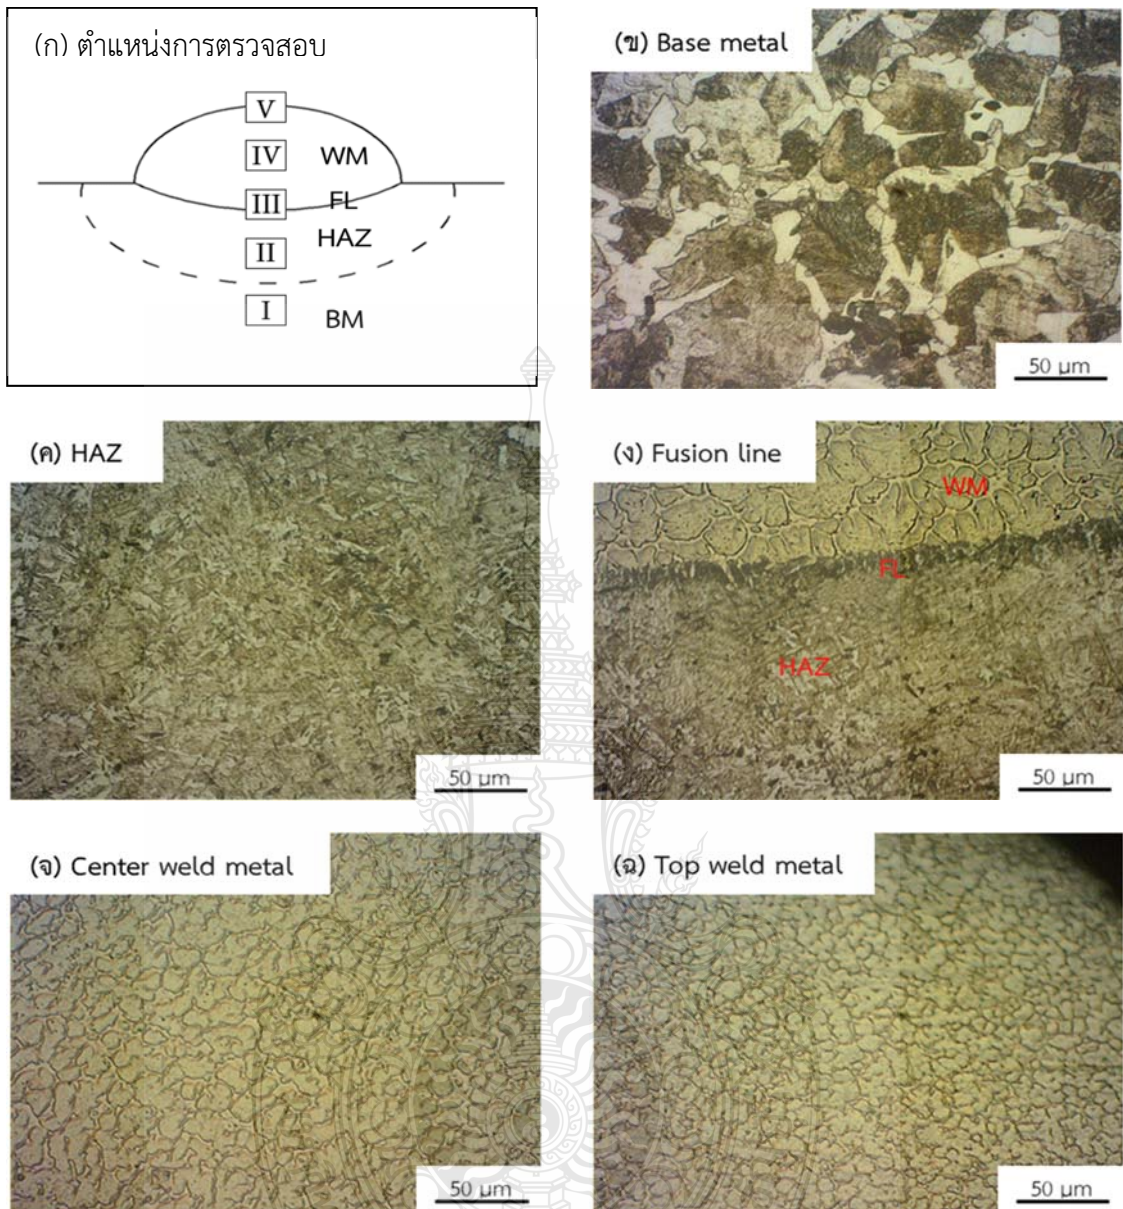 (ก) ตำแหน่งการตรวจสอบ
V
IV WM
III FL
HAZ
II
I BM
(ข) Base metal
50 µm
(ค) HAZ
50 µm
(ง) Fusion line
WM
FL
HAZ
50 µm
(จ) Center weld metal
50 µm
(ฉ) Top weld metal
50 µm